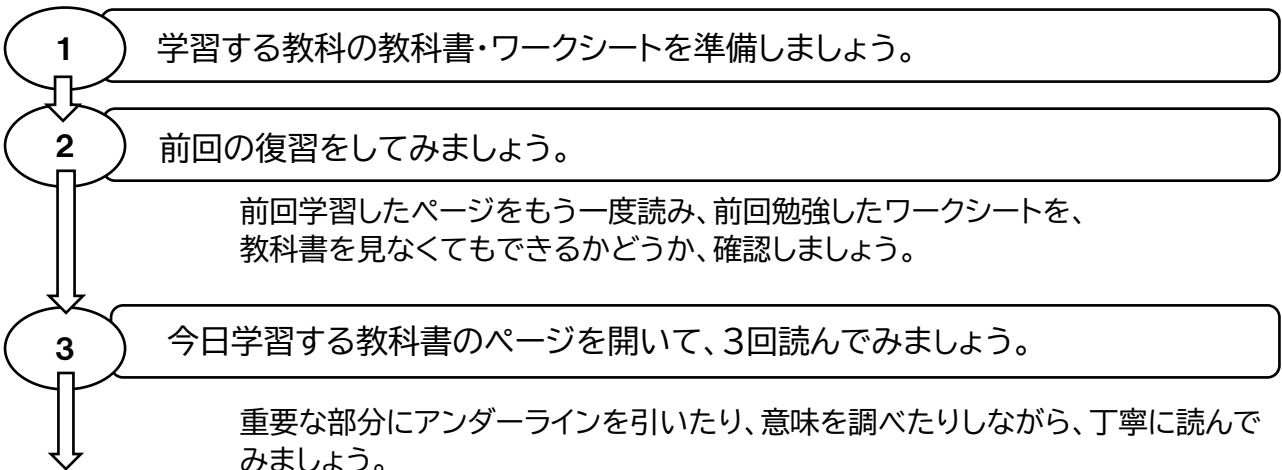 1
学習する教科の教科書・ワークシートを準備しましょう。
2
前回の復習をしてみましょう。
前回学習したページをもう一度読み、前回勉強したワークシートを、
教科書を見なくてもできるかどうか、確認しましょう。
3
今日学習する教科書のページを開いて、3回読んでみましょう。
重要な部分にアンダーラインを引いたり、意味を調べたりしながら、丁寧に読んで
みましょう。